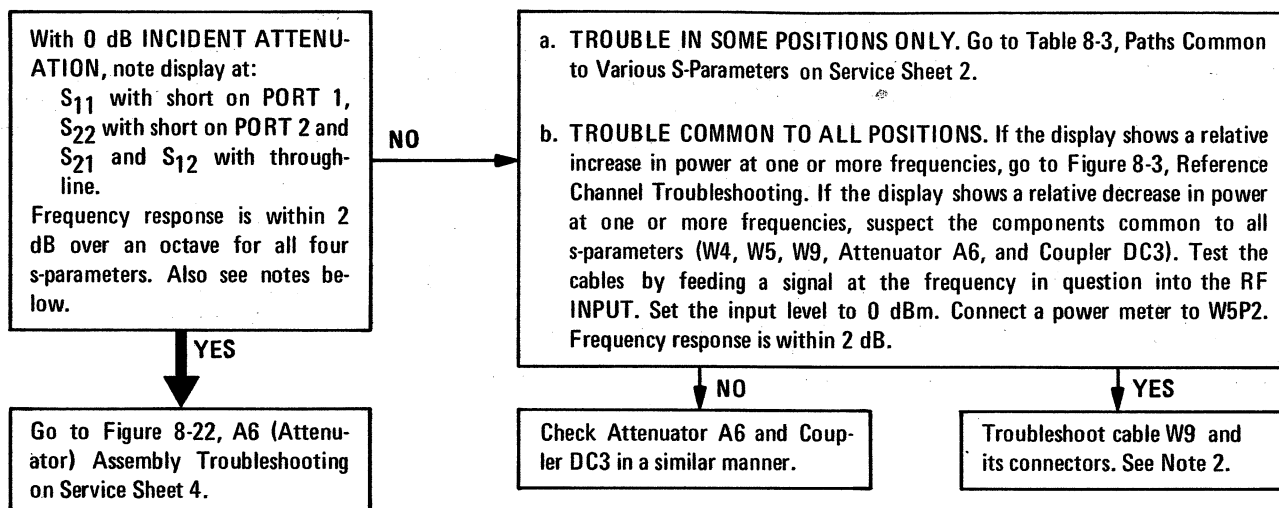 With 0 dB INCIDENT ATTENU-
ATION, note display at:
S11 with short on PORT 1,
S22 with short on PORT 2 and
S21 and S12 with through-
line.
Frequency response is within 2
dB over an octave for all four
s-parameters. Also see notes be-
low.
NO
a. TROUBLE IN SOME POSITIONS ONLY. Go to Table 8-3, Paths Common
to Various S-Parameters on Service Sheet 2.
b. TROUBLE COMMON TO ALL POSITIONS. If the display shows a relative
increase in power at one or more frequencies, go to Figure 8-3, Reference
Channel Troubleshooting. If the display shows a relative decrease in power
at one or more frequencies, suspect the components common to all
s-parameters (W4, W5, W9, Attenuator A6, and Coupler DC3). Test the
cables by feeding a signal at the frequency in question into the RF
INPUT. Set the input level to 0 dBm. Connect a power meter to W5P2.
Frequency response is within 2 dB.
YES
Go to Figure 8-22, A6 (Attenu-
ator) Assembly Troubleshooting
on Service Sheet 4.
NO
Check Attenuator A6 and Coup-
ler DC3 in a similar manner.
YES
Troubleshoot cable W9 and
its connectors. See Note 2.